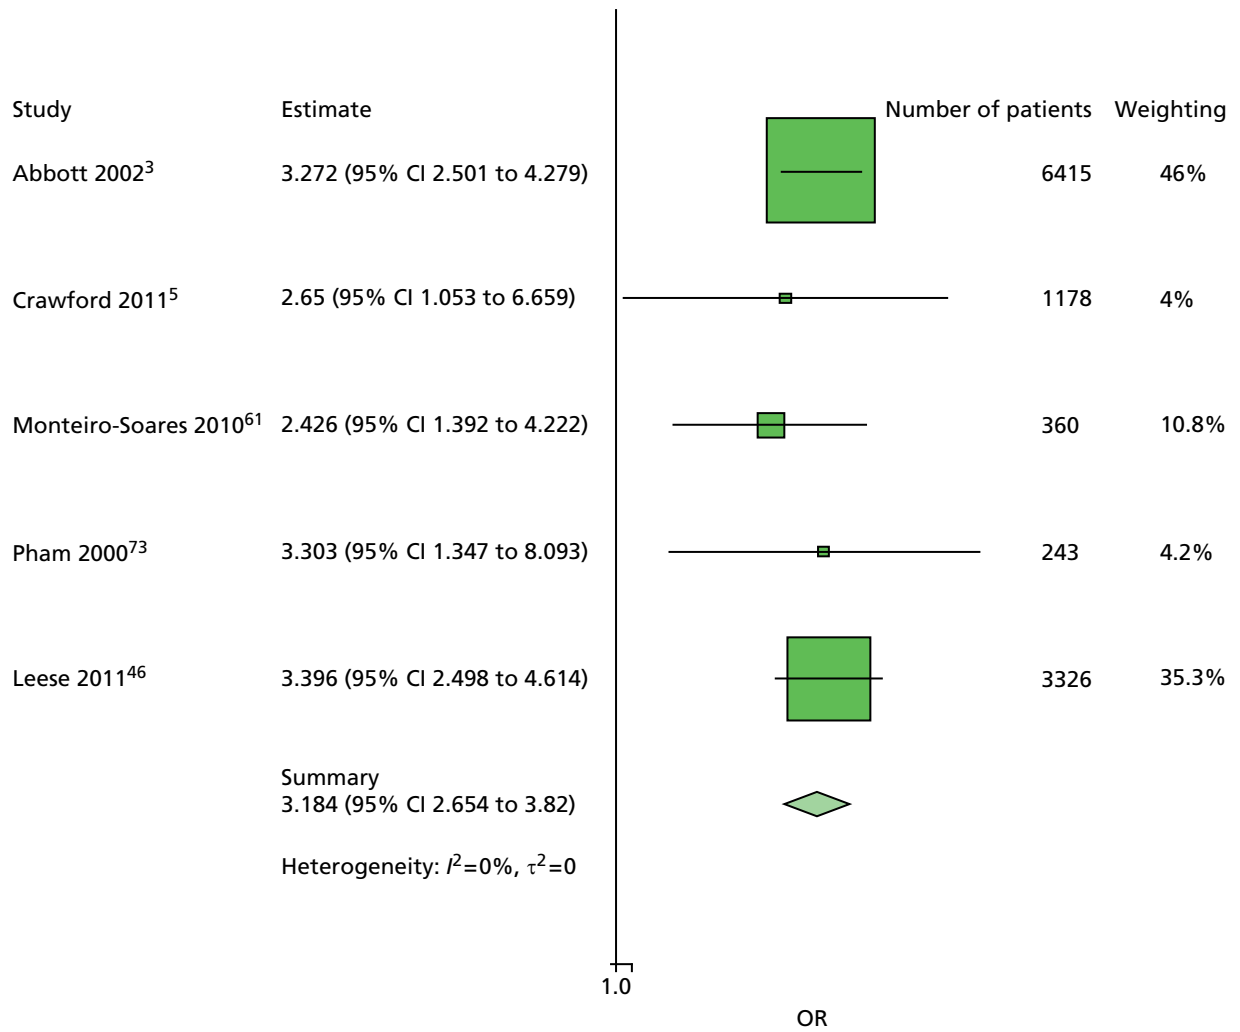 Study Estimate Number of patients Weighting
Abbott 2002³ 3.272 (95% CI 2.501 to 4.279) 6415 46%
Crawford 2011⁵ 2.65 (95% CI 1.053 to 6.659) 1178 4%
Monteiro-Soares 2010⁶¹ 2.426 (95% CI 1.392 to 4.222) 360 10.8%
Pham 2000⁷³ 3.303 (95% CI 1.347 to 8.093) 243 4.2%
Leese 2011⁴⁶ 3.396 (95% CI 2.498 to 4.614) 3326 35.3%
Summary
3.184 (95% CI 2.654 to 3.82)
Heterogeneity: I²=0%, τ²=0
1.0
OR